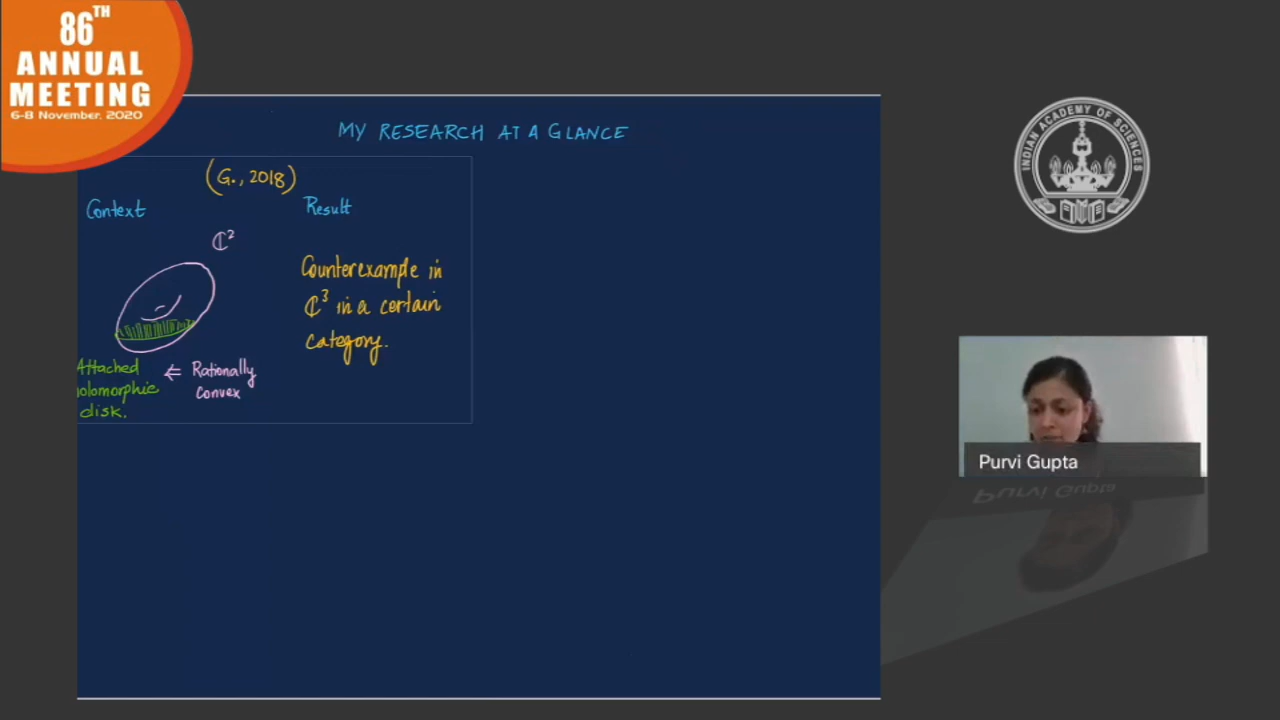 86TH
ANNUAL
MEETING
6-8 November, 2020
MY RESEARCH AT A GLANCE
(G., 2018)
Context
Result
ℂ²
Counterexample in
ℂ³ in a certain
category.
Attached
holomorphic
disk.
⇐ Rationally
convex
INDIAN ACADEMY OF SCIENCES
Purvi Gupta